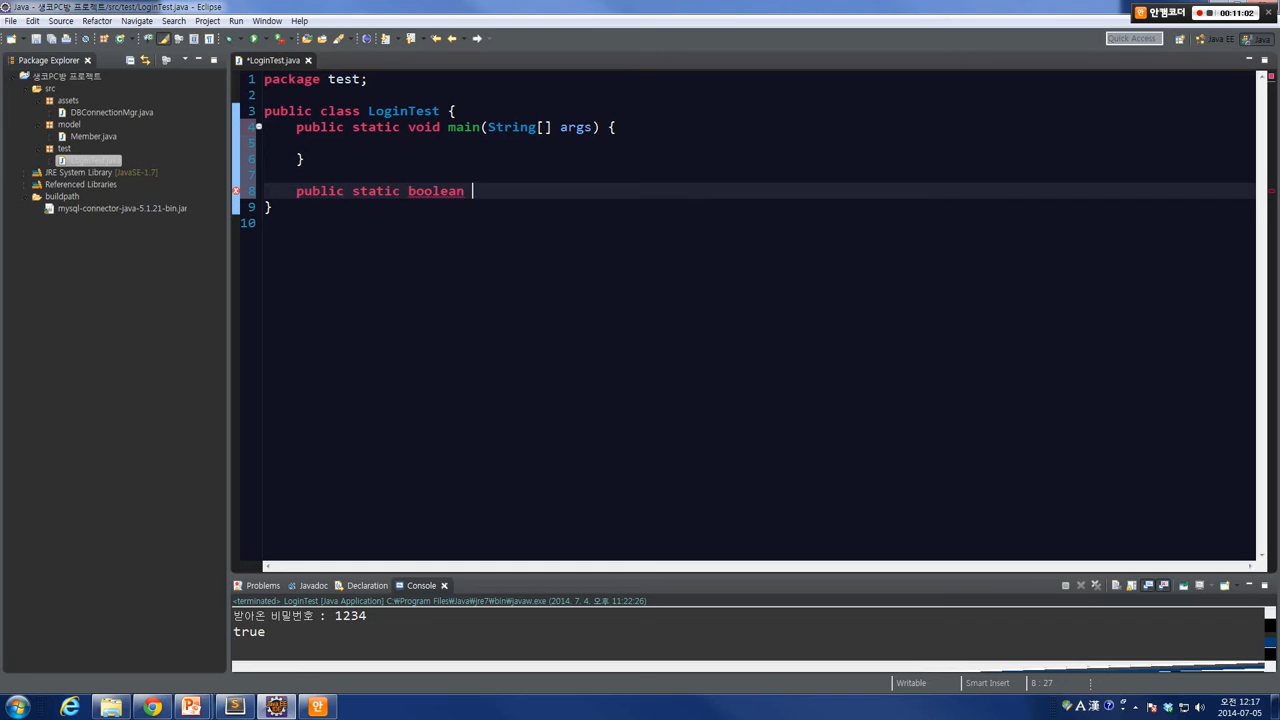 Java - 생코PC방 프로젝트/src/test/LoginTest.java - Eclipse
안캠코더 00:11:02
File Edit Source Refactor Navigate Search Project Run Window Help
Quick Access Java EE Java
Package Explorer
*LoginTest.java
생코PC방 프로젝트
src
assets
DBConnectionMgr.java
model
Member.java
test
JRE System Library [JavaSE-1.7]
Referenced Libraries
buildpath
mysql-connector-java-5.1.21-bin.jar
1 package test;
2
3 public class LoginTest {
4 public static void main(String[] args) {
5
6 }
7
8 public static boolean
9 }
10
Problems Javadoc Declaration Console
<terminated> LoginTest [Java Application] C:\Program Files\Java\jre7\bin\javaw.exe (2014. 7. 4. 오후 11:22:26)
받아온 비밀번호 : 1234
true
Writable Smart Insert 8 : 27
A 漢
오전 12:17
2014-07-05